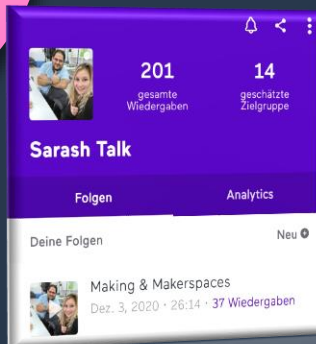 201
14
gesamte
Wiedergaben
geschätzte
Zielgruppe
Sarash Talk
Folgen
Analytics
Deine Folgen
Neu
Making & Makerspaces
Dez. 3, 2020 · 26:14 · 37 Wiedergaben